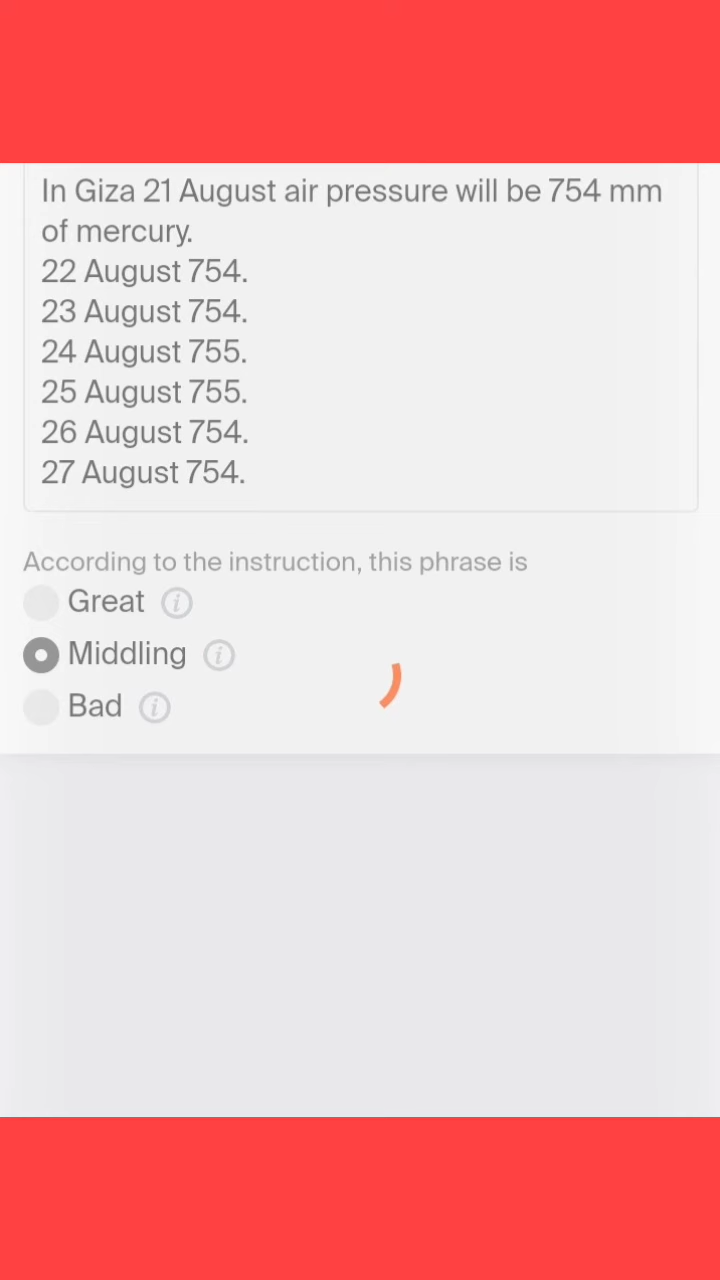 In Giza 21 August air pressure will be 754 mm
of mercury.
22 August 754.
23 August 754.
24 August 755.
25 August 755.
26 August 754.
27 August 754.
According to the instruction, this phrase is
Great i
Middling i
Bad i